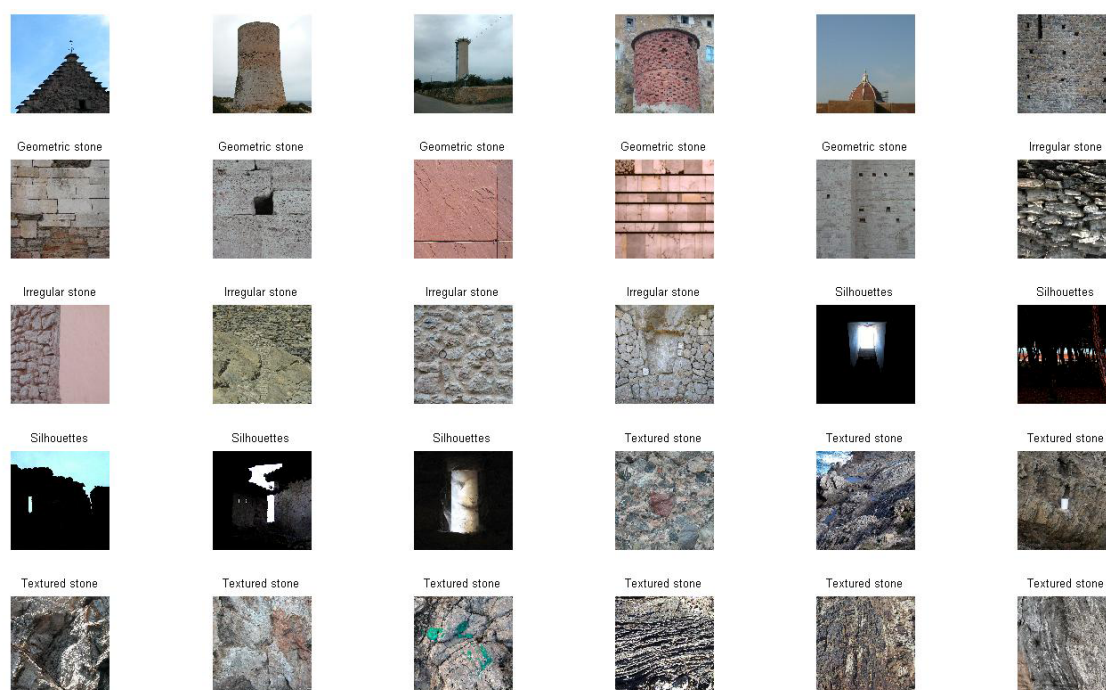 Geometric stone Geometric stone Geometric stone Geometric stone Geometric stone Irregular stone
Irregular stone Irregular stone Irregular stone Irregular stone Silhouettes Silhouettes
Silhouettes Silhouettes Silhouettes Textured stone Textured stone Textured stone
Textured stone Textured stone Textured stone Textured stone Textured stone Textured stone